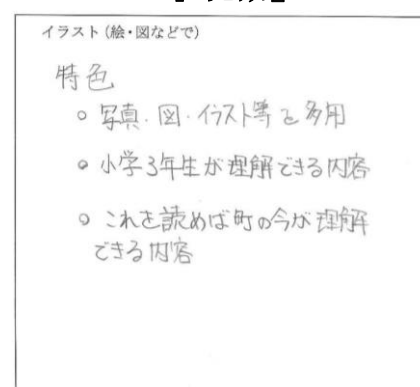 イラスト(絵・図などで)
特色
○ 写真・図・イラスト等を多用
○ 小学3年生が理解できる内容
○ これを読めば町の今が理解
できる内容